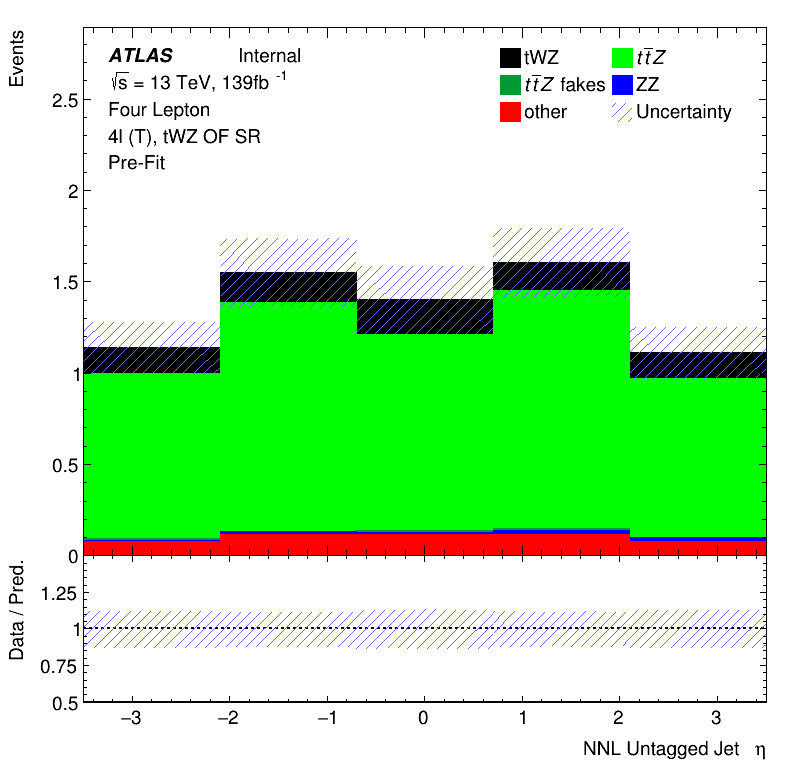 Events
ATLAS Internal
√s = 13 TeV, 139fb -1
Four Lepton
4l (T), tWZ OF SR
Pre-Fit
tWZ tt̄Z
tt̄Z fakes ZZ
other Uncertainty
2.5
2
1.5
1
0.5
0
Data / Pred.
1.25
1
0.75
0.5
−3 −2 −1 0 1 2 3
NNL Untagged Jet η